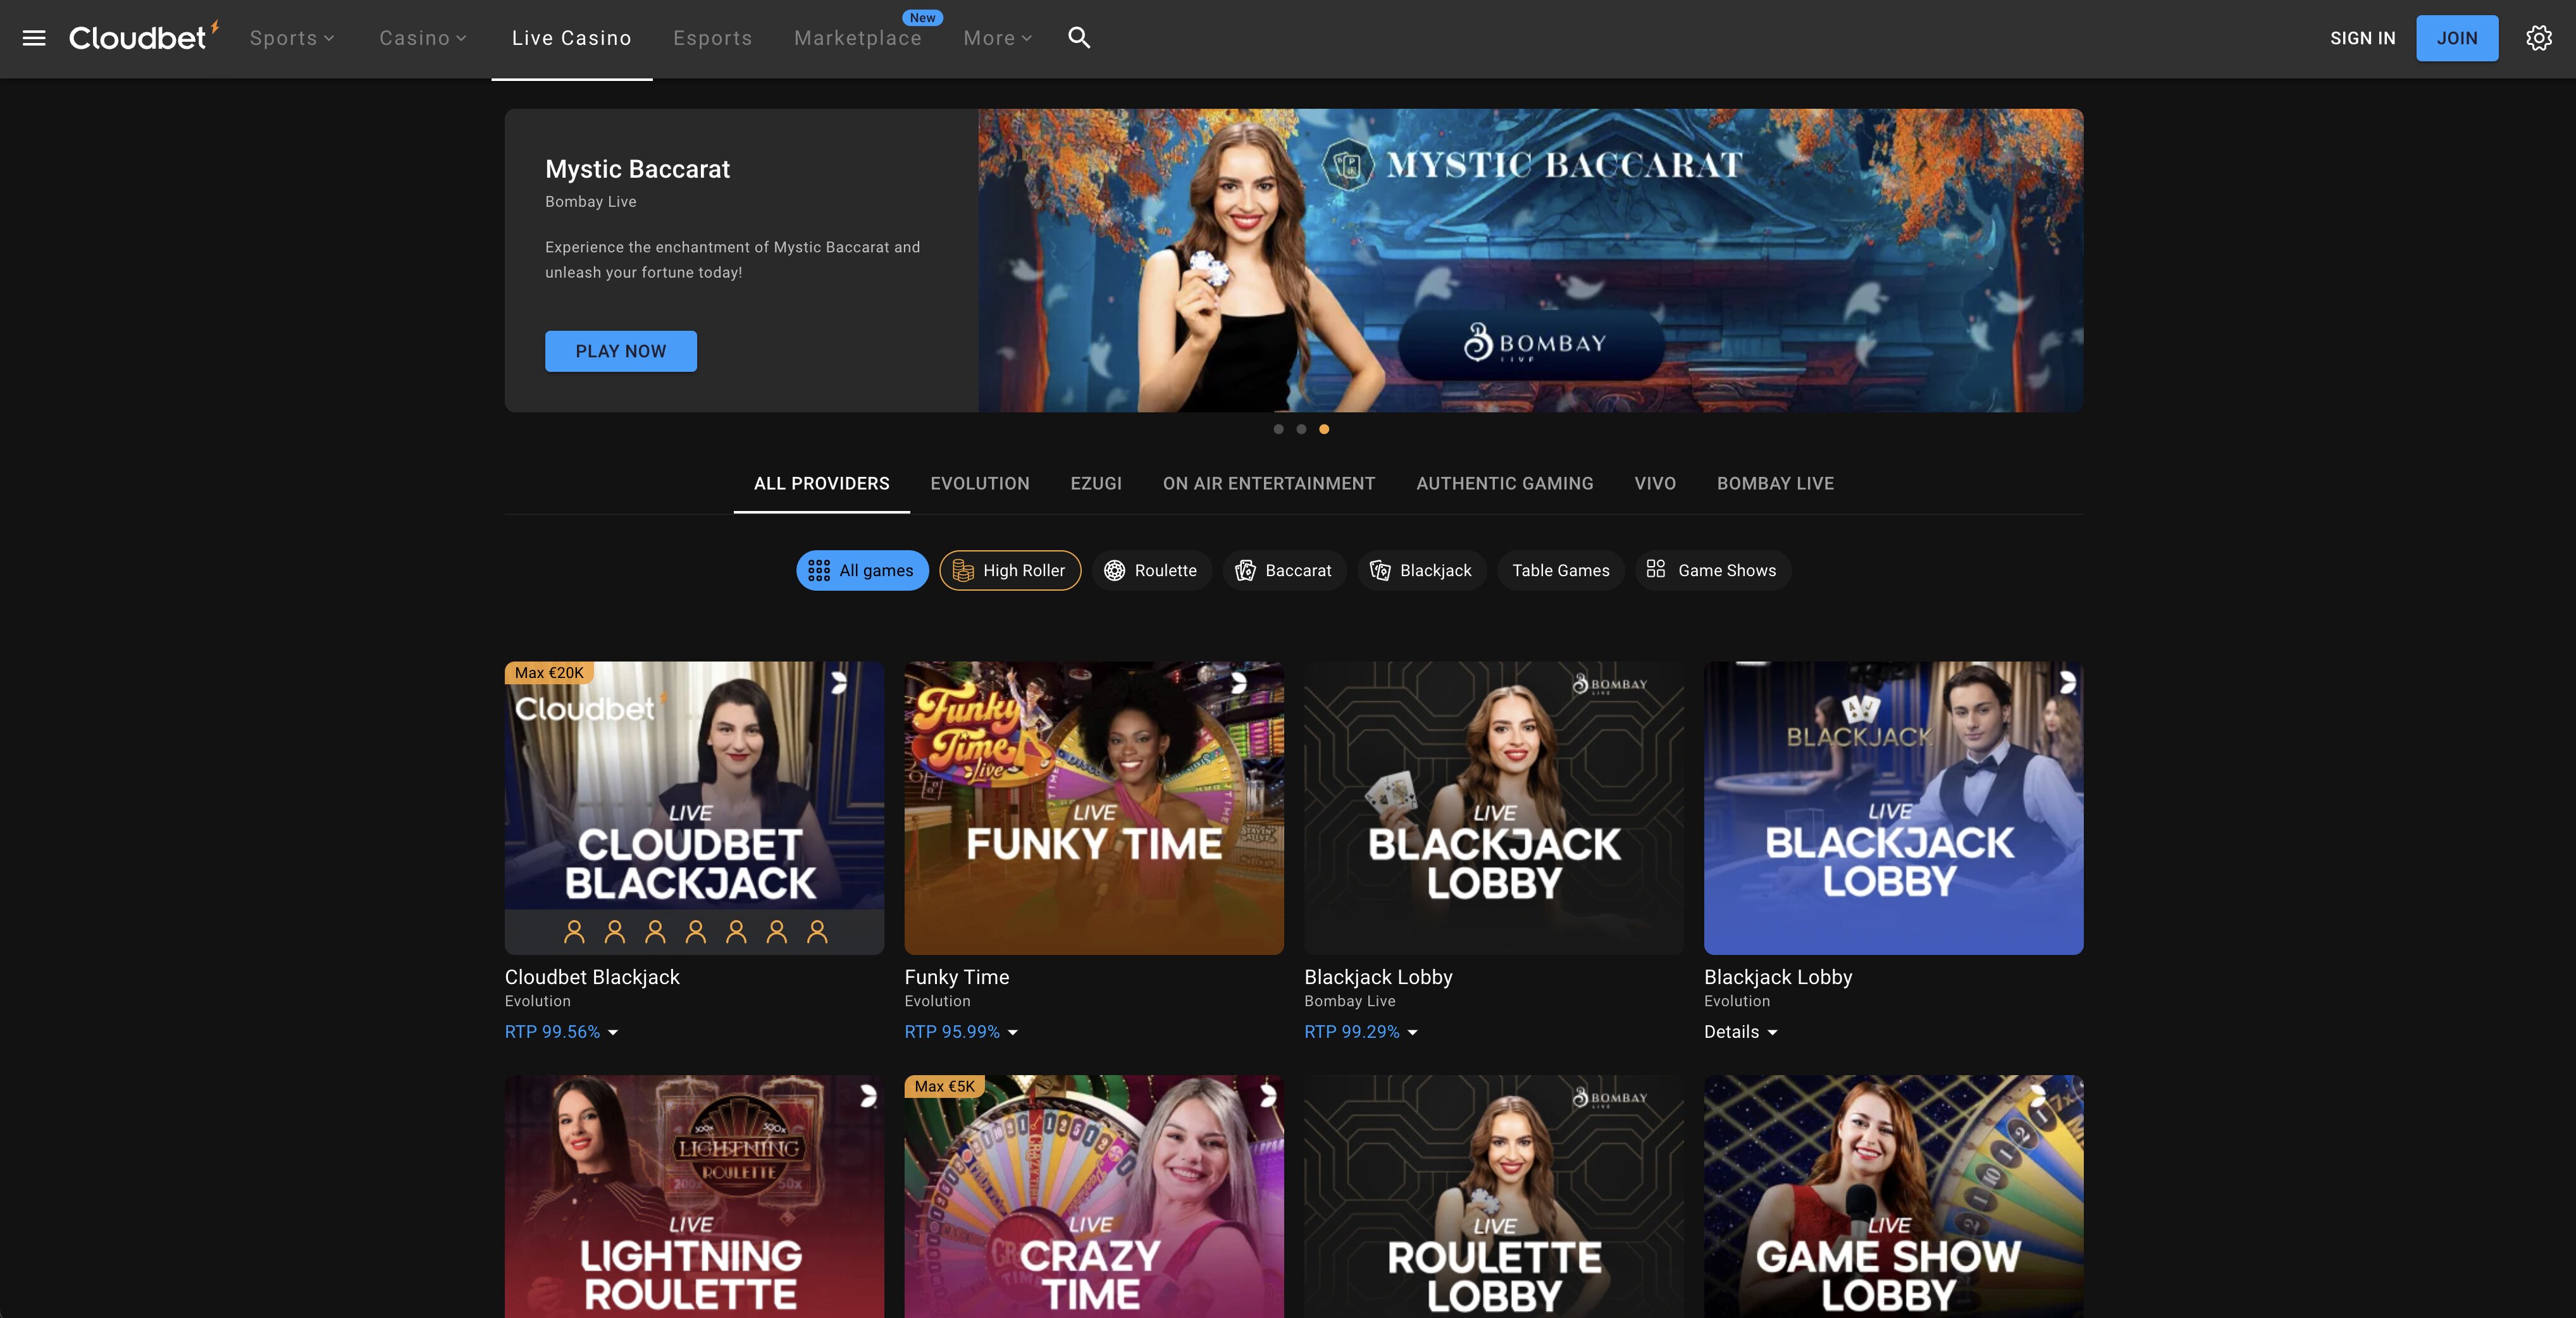 Cloudbet
Sports
Casino
Live Casino
Esports
Marketplace
New
More
SIGN IN
JOIN
Mystic Baccarat
Bombay Live
Experience the enchantment of Mystic Baccarat and
unleash your fortune today!
PLAY NOW
MYSTIC BACCARAT
BOMBAY
LIVE
ALL PROVIDERS
EVOLUTION
EZUGI
ON AIR ENTERTAINMENT
AUTHENTIC GAMING
VIVO
BOMBAY LIVE
All games
High Roller
Roulette
Baccarat
Blackjack
Table Games
Game Shows
Max €20K
Cloudbet
LIVE
CLOUDBET
BLACKJACK
Cloudbet Blackjack
Evolution
RTP 99.56%
Funky
Time
live
LIVE
FUNKY TIME
Funky Time
Evolution
RTP 95.99%
BOMBAY
LIVE
LIVE
BLACKJACK
LOBBY
Blackjack Lobby
Bombay Live
RTP 99.29%
BLACKJACK
LIVE
BLACKJACK
LOBBY
Blackjack Lobby
Evolution
Details
LIGHTNING
ROULETTE
LIVE
LIGHTNING
ROULETTE
Max €5K
LIVE
CRAZY
TIME
BOMBAY
LIVE
LIVE
ROULETTE
LOBBY
LIVE
GAME SHOW
LOBBY